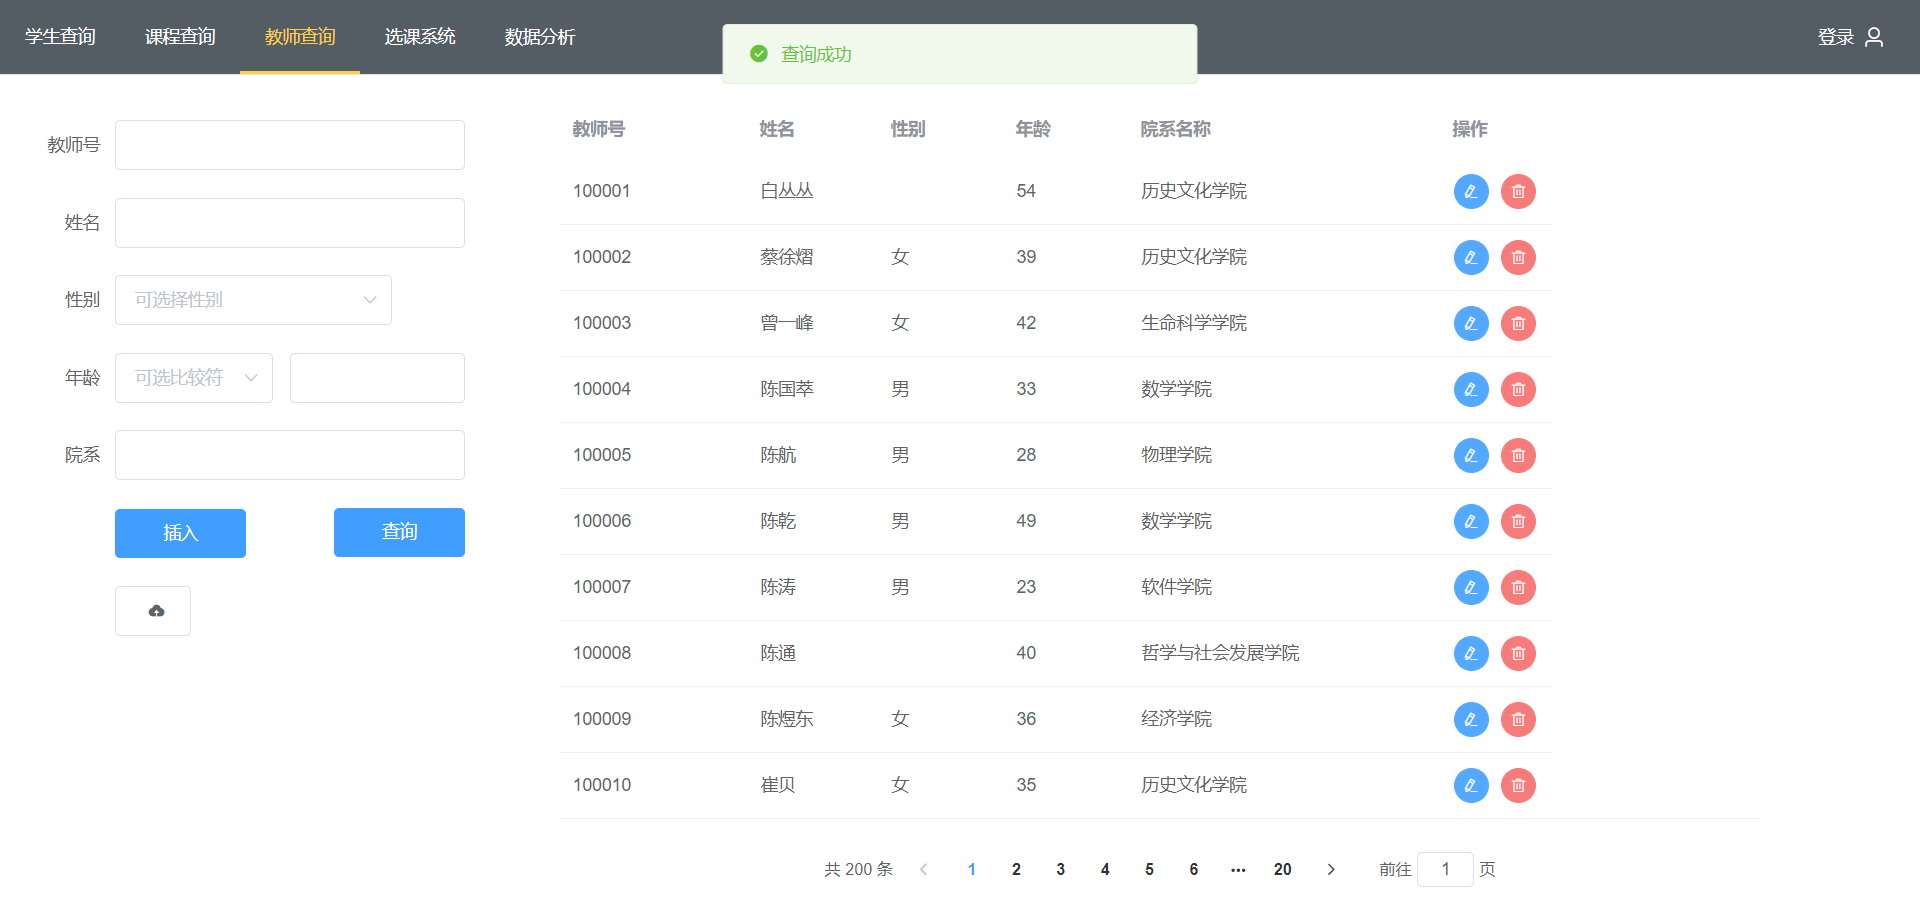 学生查询 课程查询 教师查询 选课系统 数据分析 登录
查询成功
教师号
姓名
性别 可选择性别
年龄 可选比较符
院系
插入 查询
教师号 姓名 性别 年龄 院系名称 操作
100001 白丛丛 54 历史文化学院
100002 蔡徐熠 女 39 历史文化学院
100003 曾一峰 女 42 生命科学学院
100004 陈国萃 男 33 数学学院
100005 陈航 男 28 物理学院
100006 陈乾 男 49 数学学院
100007 陈涛 男 23 软件学院
100008 陈通 40 哲学与社会发展学院
100009 陈煜东 女 36 经济学院
100010 崔贝 女 35 历史文化学院
共 200 条 1 2 3 4 5 6 ••• 20 前往 1 页